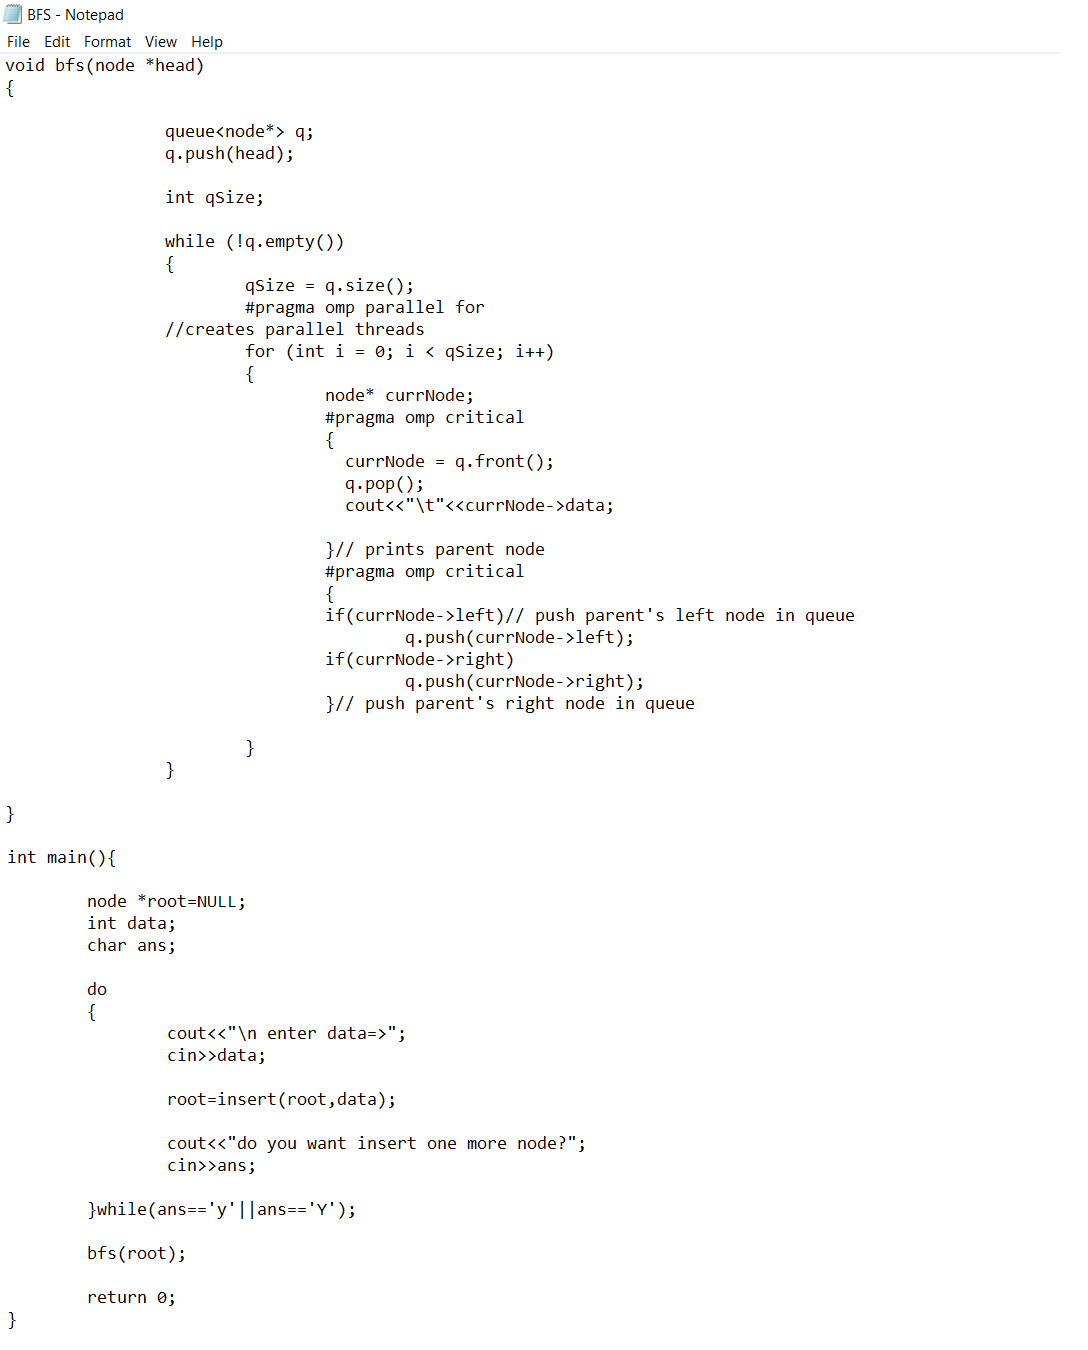 BFS - Notepad
File Edit Format View Help
void bfs(node *head)
{
queue<node*> q;
q.push(head);
int qSize;
while (!q.empty())
{
qSize = q.size();
#pragma omp parallel for
//creates parallel threads
for (int i = 0; i < qSize; i++)
{
node* currNode;
#pragma omp critical
{
currNode = q.front();
q.pop();
cout<<"\t"<<currNode->data;
}// prints parent node
#pragma omp critical
{
if(currNode->left)// push parent's left node in queue
q.push(currNode->left);
if(currNode->right)
q.push(currNode->right);
}// push parent's right node in queue
}
}
}
int main(){
node *root=NULL;
int data;
char ans;
do
{
cout<<"\n enter data=>";
cin>>data;
root=insert(root,data);
cout<<"do you want insert one more node?";
cin>>ans;
}while(ans=='y'||ans=='Y');
bfs(root);
return 0;
}